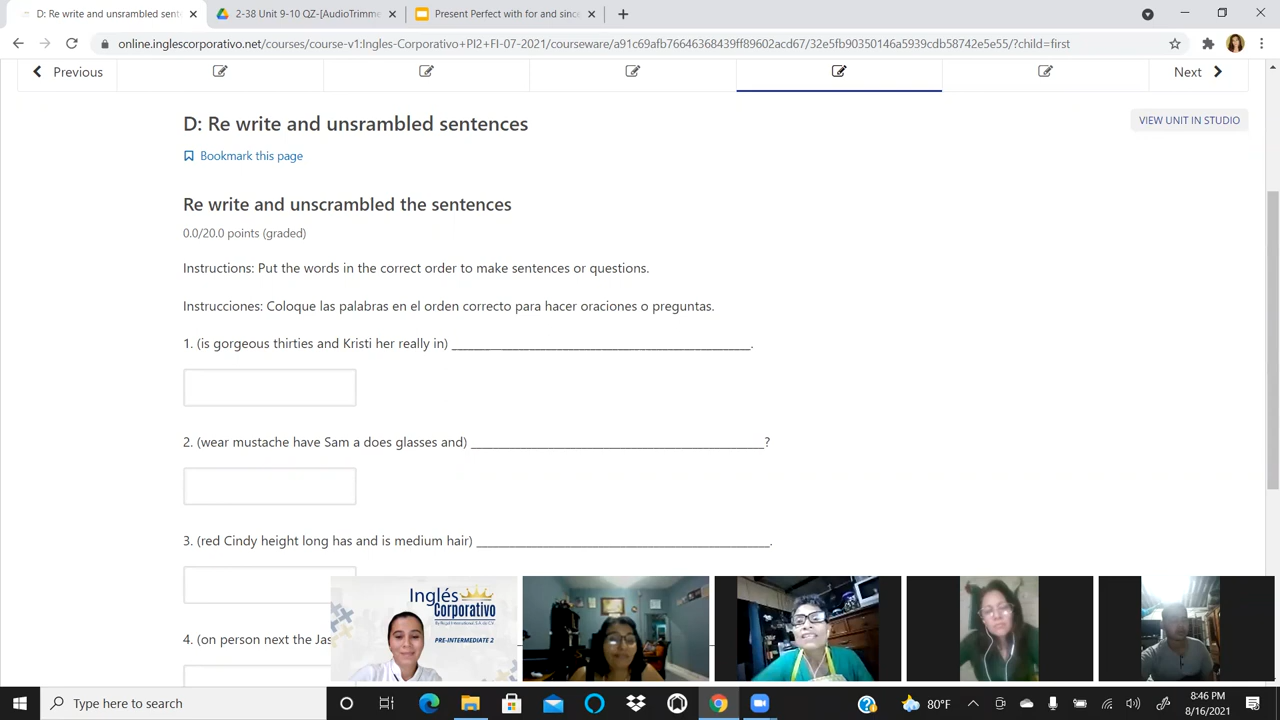 D: Re write and unsrambled sent
2-38 Unit 9-10 QZ-[AudioTrimme
Present Perfect with for and since
online.inglescorporativo.net/courses/course-v1:Ingles-Corporativo+PI2+FI-07-2021/courseware/a91c69afb76646368439ff89602acd67/32e5fb90350146a5939cdb58742e5e55/?child=first
Previous
Next
D: Re write and unsrambled sentences
VIEW UNIT IN STUDIO
Bookmark this page
Re write and unscrambled the sentences
0.0/20.0 points (graded)
Instructions: Put the words in the correct order to make sentences or questions.
Instrucciones: Coloque las palabras en el orden correcto para hacer oraciones o preguntas.
1. (is gorgeous thirties and Kristi her really in) ______________________________________________.
2. (wear mustache have Sam a does glasses and) _____________________________________________?
3. (red Cindy height long has and is medium hair) _____________________________________________.
4. (on person next the Jas
Inglés
Corporativo
PRE-INTERMEDIATE 2
Type here to search
80°F
8:46 PM
8/16/2021